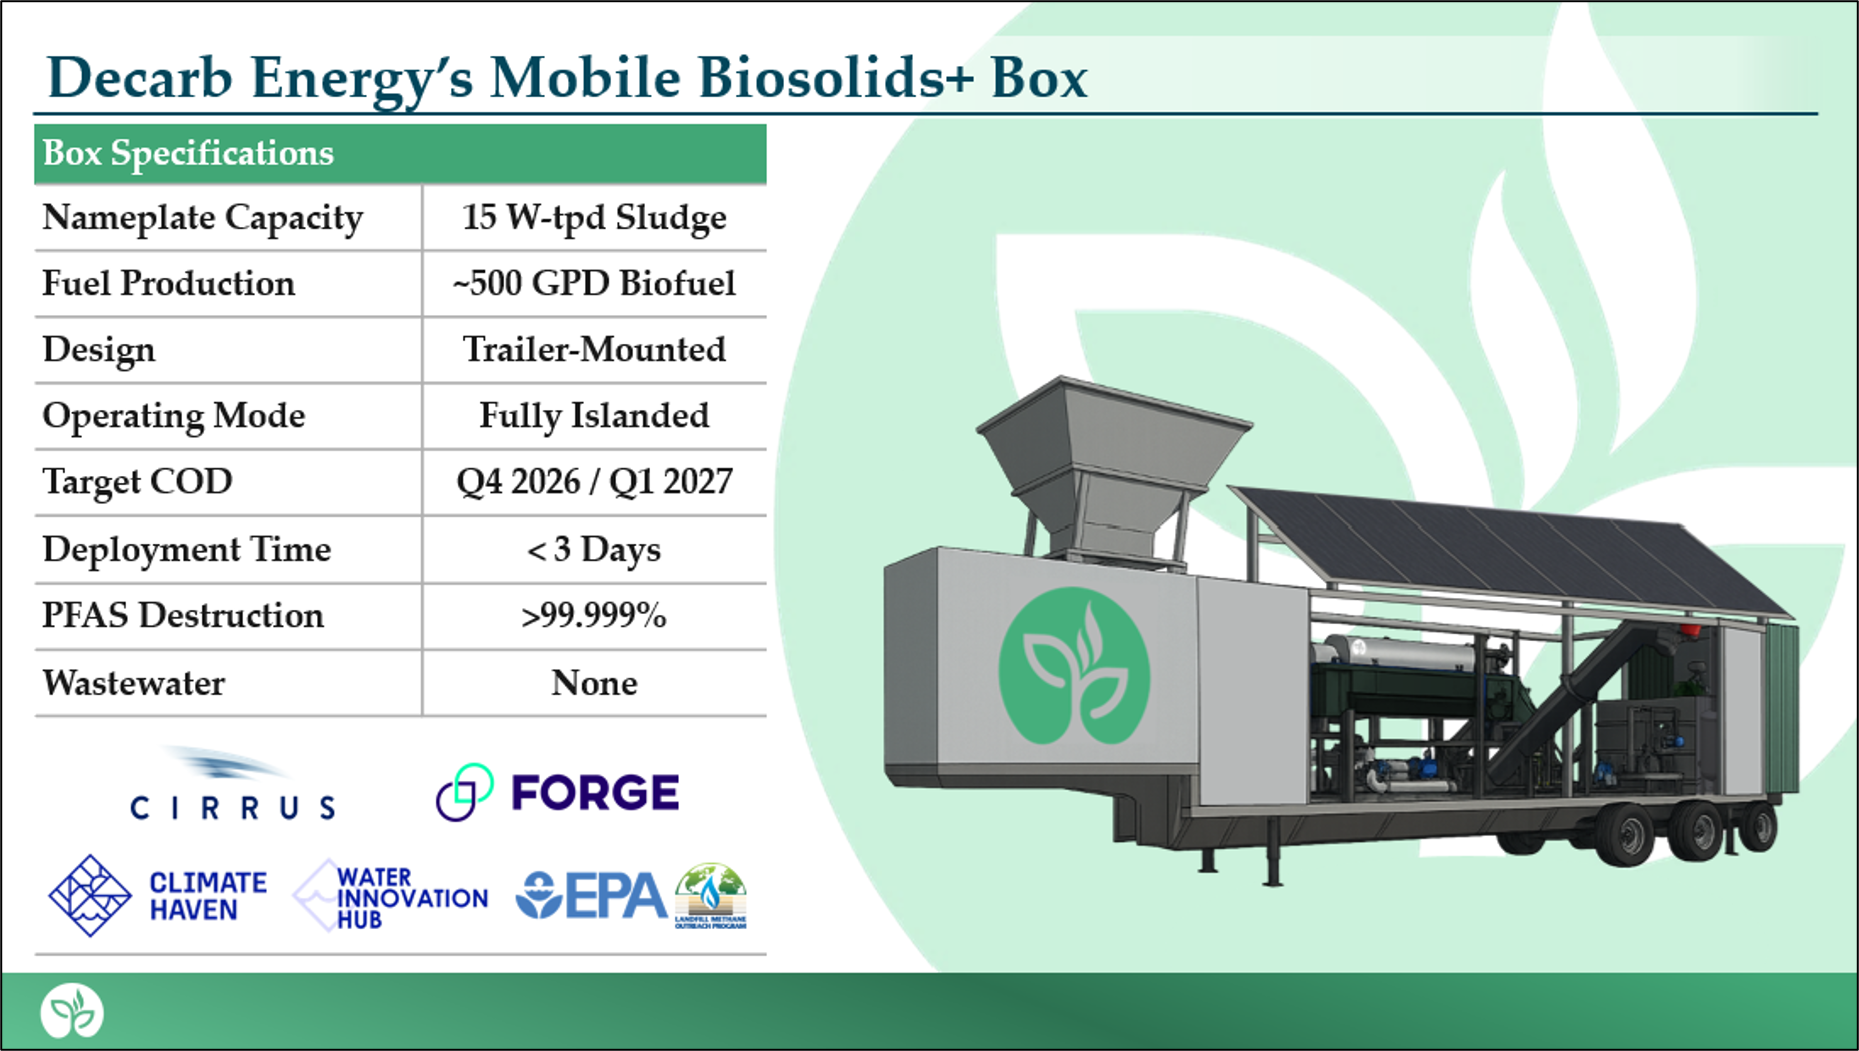 Decarb Energy’s Mobile Biosolids+ Box
Box Specifications
Nameplate Capacity 15 W-tpd Sludge
Fuel Production ~500 GPD Biofuel
Design Trailer-Mounted
Operating Mode Fully Islanded
Target COD Q4 2026 / Q1 2027
Deployment Time < 3 Days
PFAS Destruction >99.999%
Wastewater None
CIRRUS
FORGE
CLIMATE
HAVEN
WATER
INNOVATION
HUB
EPA
LANDFILL METHANE
OUTREACH PROGRAM